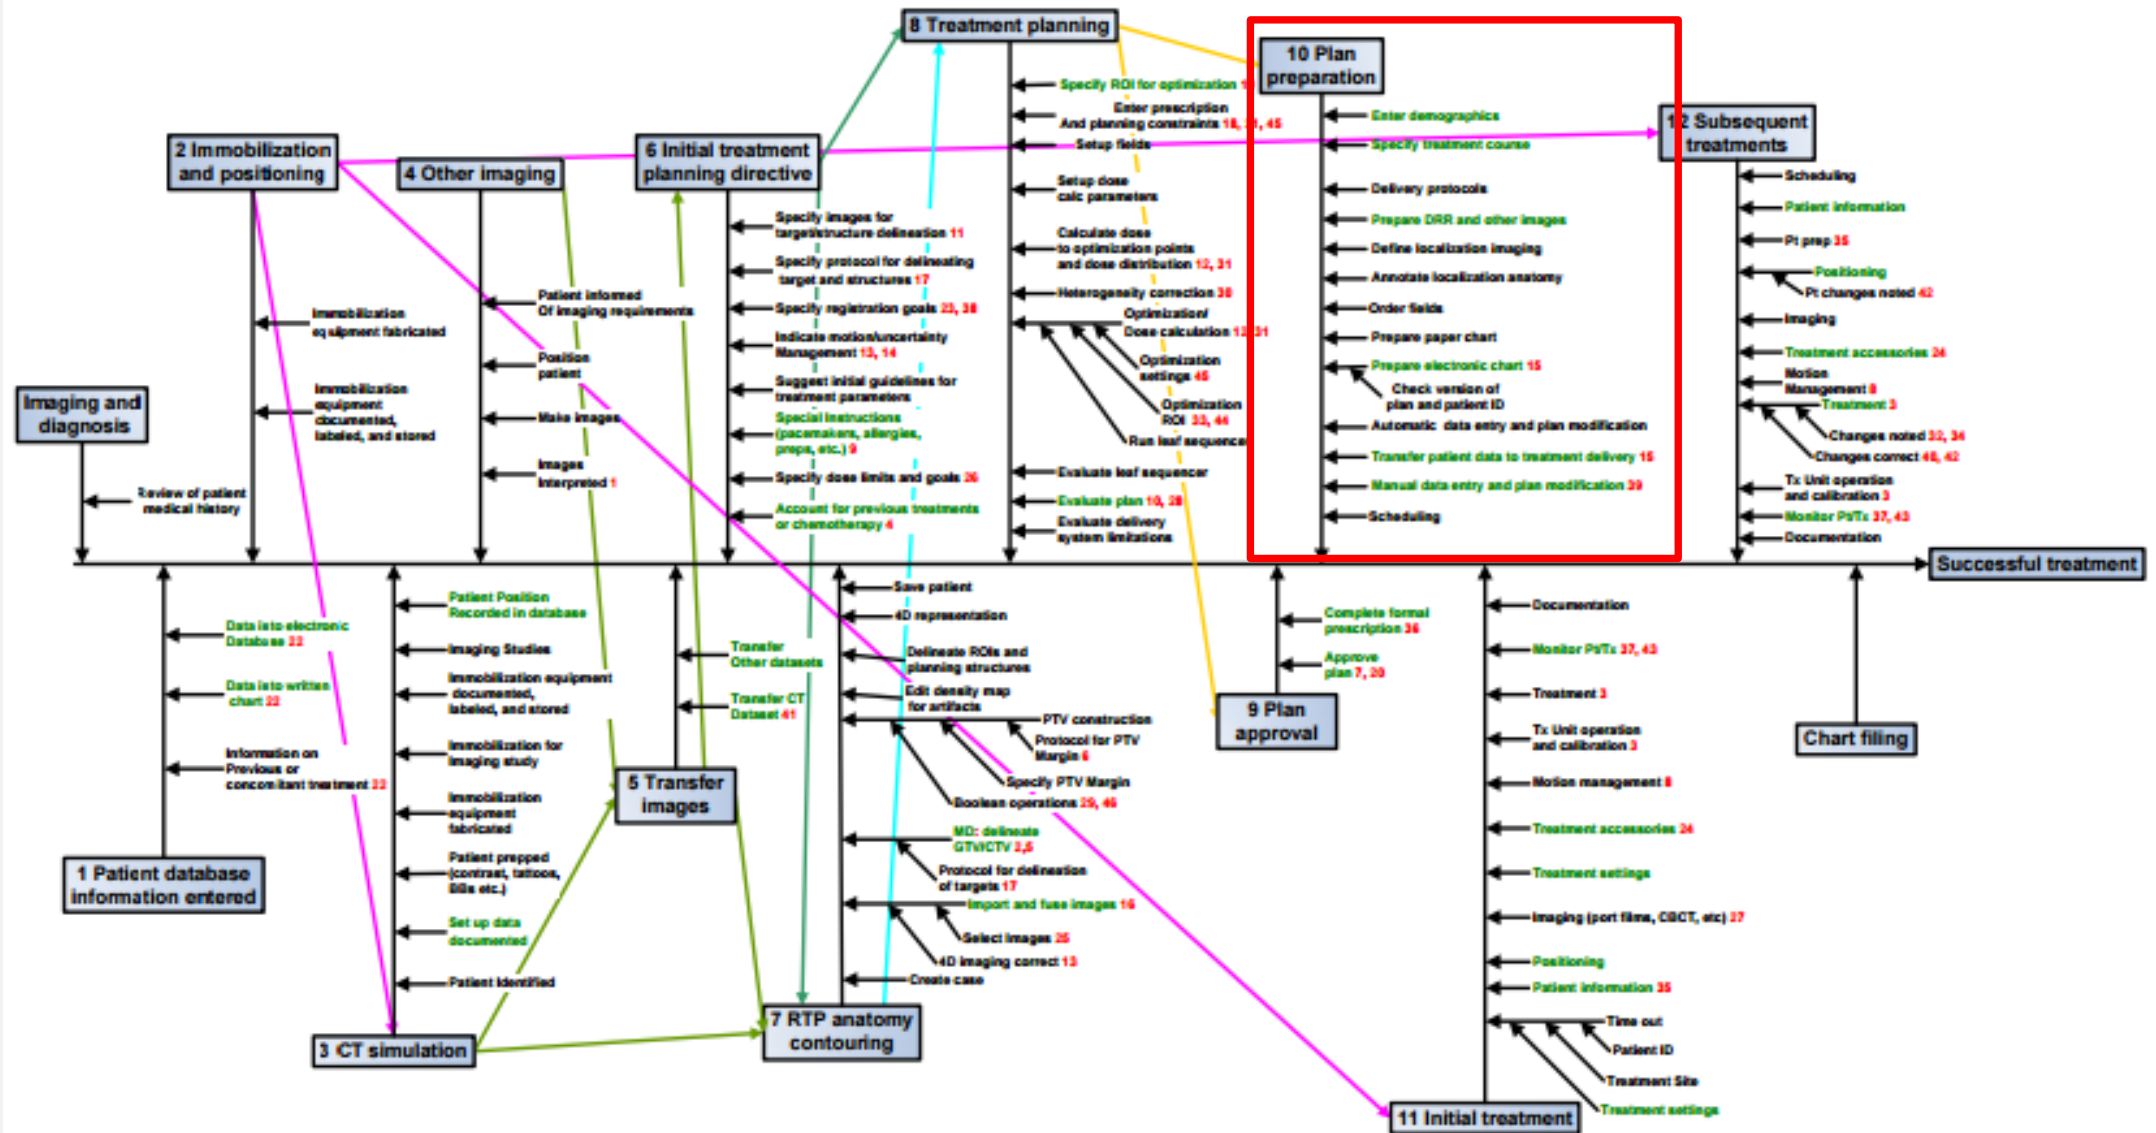 8 Treatment planning
Specify ROI for optimization
Enter prescription
And planning constraints 18, 31, 45
Setup fields
Setup dose
calc parameters
Calculate dose
to optimization points
and dose distribution 12, 31
Heterogeneity correction 30
Optimization/
Dose calculation 12, 31
Optimization
settings 45
Optimization
ROI 33, 44
Run leaf sequencer
Evaluate leaf sequencer
Evaluate plan 10, 28
Evaluate delivery
system limitations
10 Plan
preparation
Enter demographics
Specify treatment course
Delivery protocols
Prepare DRR and other images
Define localization imaging
Annotate localization anatomy
Order fields
Prepare paper chart
Prepare electronic chart 15
Check version of
plan and patient ID
Automatic data entry and plan modification
Transfer patient data to treatment delivery 15
Manual data entry and plan modification 39
Scheduling
12 Subsequent
treatments
Scheduling
Patient information
Pt prep 35
Positioning
Pt changes noted 42
Imaging
Treatment accessories 24
Motion
Management 8
Treatment 3
Changes noted 32, 34
Changes correct 40, 42
Tx Unit operation
and calibration 3
Monitor Pt/Tx 37, 43
Documentation
2 Immobilization
and positioning
Immobilization
equipment fabricated
Immobilization
equipment
documented,
labeled, and stored
4 Other imaging
Patient informed
Of imaging requirements
Position
patient
Make images
Images
Interpreted 1
6 Initial treatment
planning directive
Specify images for
target/structure delineation 11
Specify protocol for delineating
target and structures 17
Specify registration goals 23, 38
Indicate motion/uncertainty
Management 13, 14
Suggest initial guidelines for
treatment parameters
Special Instructions
(pacemakers, allergies,
preps, etc.) 9
Specify dose limits and goals 26
Account for previous treatments
or chemotherapy 4
Imaging and
diagnosis
Review of patient
medical history
Successful treatment
Data into electronic
Database 22
Data into written
chart 22
Information on
Previous or
concomitant treatment 22
1 Patient database
information entered
Patient Position
Recorded in database
Imaging Studies
Immobilization equipment
documented,
labeled, and stored
Immobilization for
Imaging study
Immobilization
equipment
fabricated
Patient prepped
(contrast, tattoos,
BBs etc.)
Set up data
documented
Patient Identified
3 CT simulation
Transfer
Other datasets
Transfer CT
Dataset 41
5 Transfer
images
Save patient
4D representation
Delineate ROIs and
planning structures
Edit density map
for artifacts
PTV construction
Protocol for PTV
Margin 6
Specify PTV Margin
Boolean operations 29, 46
MD: delineate
GTV/CTV 2,5
Protocol for delineation
of targets 17
Import and fuse images 16
Select images 25
4D imaging correct 13
Create case
7 RTP anatomy
contouring
Complete formal
prescription 36
Approve
plan 7, 20
9 Plan
approval
Documentation
Monitor Pt/Tx 37, 43
Treatment 3
Tx Unit operation
and calibration 3
Motion management 8
Treatment accessories 24
Treatment settings
Imaging (port films, CBCT, etc) 27
Positioning
Patient information 35
Time out
Patient ID
Treatment Site
Treatment settings
11 Initial treatment
Chart filing